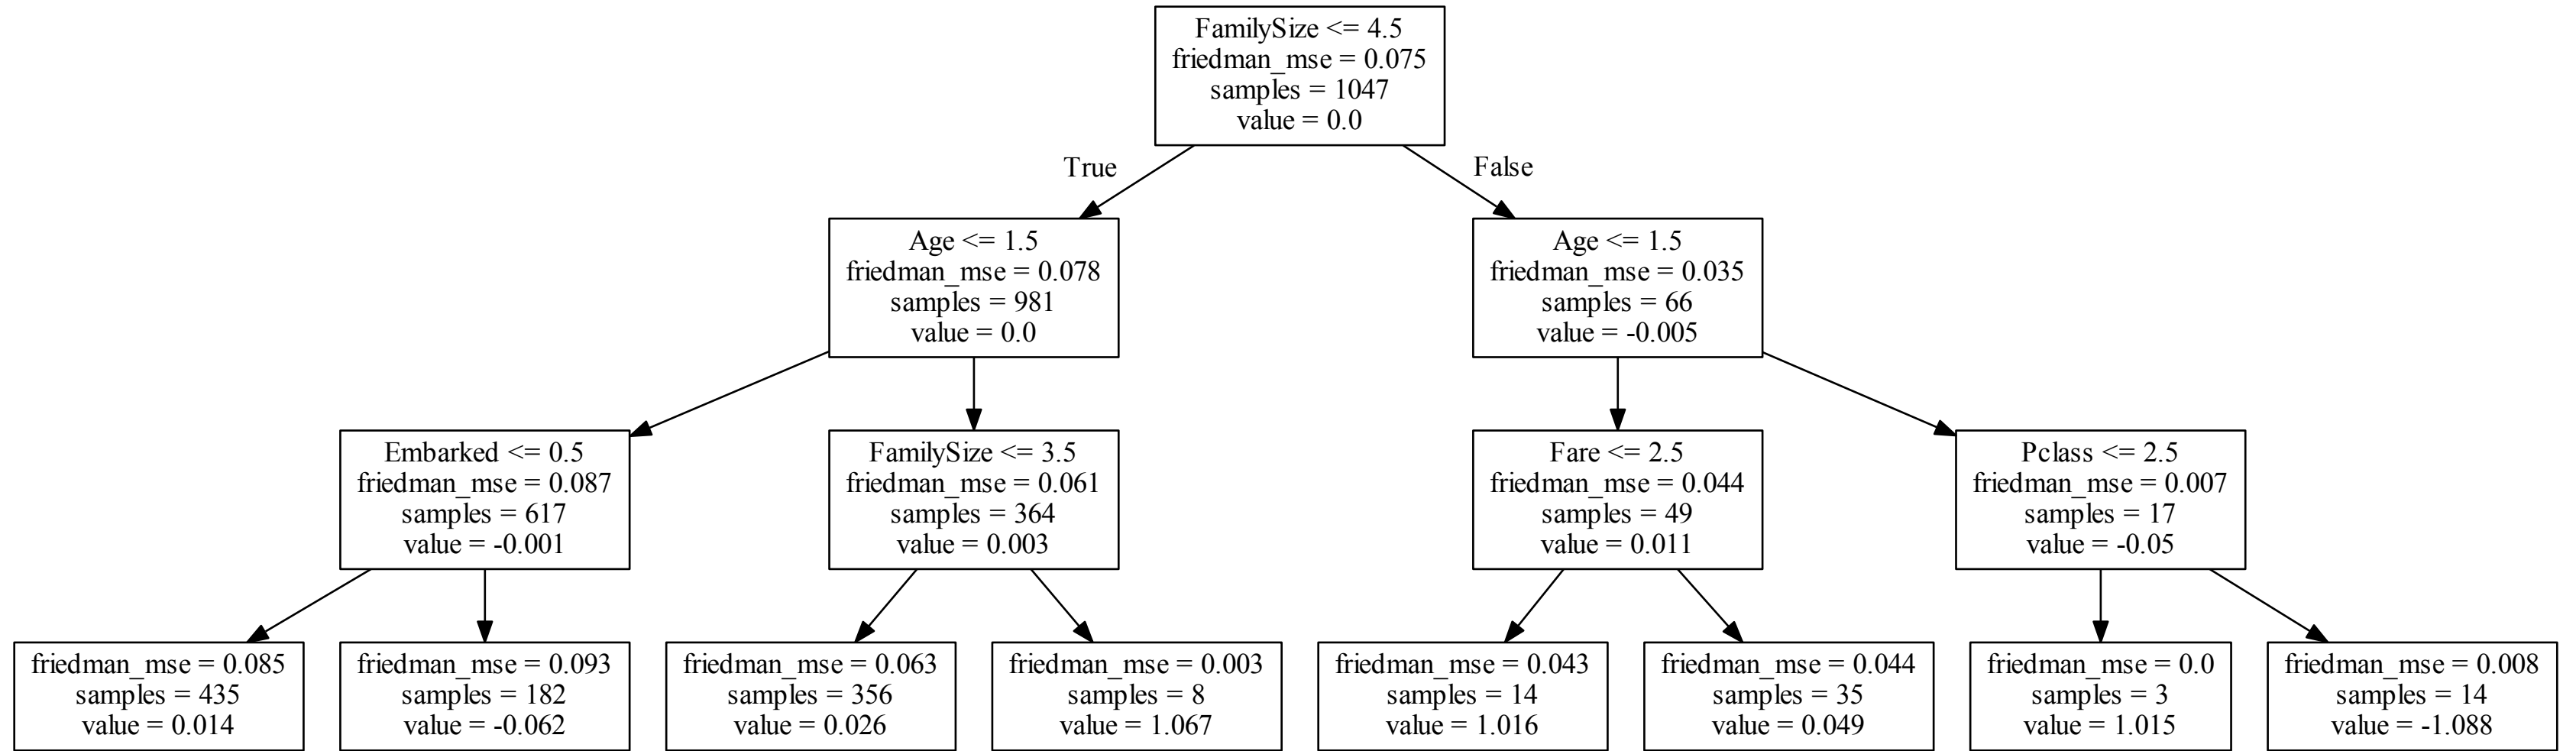 FamilySize <= 4.5
friedman_mse = 0.075
samples = 1047
value = 0.0
True
False
Age <= 1.5
friedman_mse = 0.078
samples = 981
value = 0.0
Age <= 1.5
friedman_mse = 0.035
samples = 66
value = -0.005
Embarked <= 0.5
friedman_mse = 0.087
samples = 617
value = -0.001
FamilySize <= 3.5
friedman_mse = 0.061
samples = 364
value = 0.003
Fare <= 2.5
friedman_mse = 0.044
samples = 49
value = 0.011
Pclass <= 2.5
friedman_mse = 0.007
samples = 17
value = -0.05
friedman_mse = 0.085
samples = 435
value = 0.014
friedman_mse = 0.093
samples = 182
value = -0.062
friedman_mse = 0.063
samples = 356
value = 0.026
friedman_mse = 0.003
samples = 8
value = 1.067
friedman_mse = 0.043
samples = 14
value = 1.016
friedman_mse = 0.044
samples = 35
value = 0.049
friedman_mse = 0.0
samples = 3
value = 1.015
friedman_mse = 0.008
samples = 14
value = -1.088